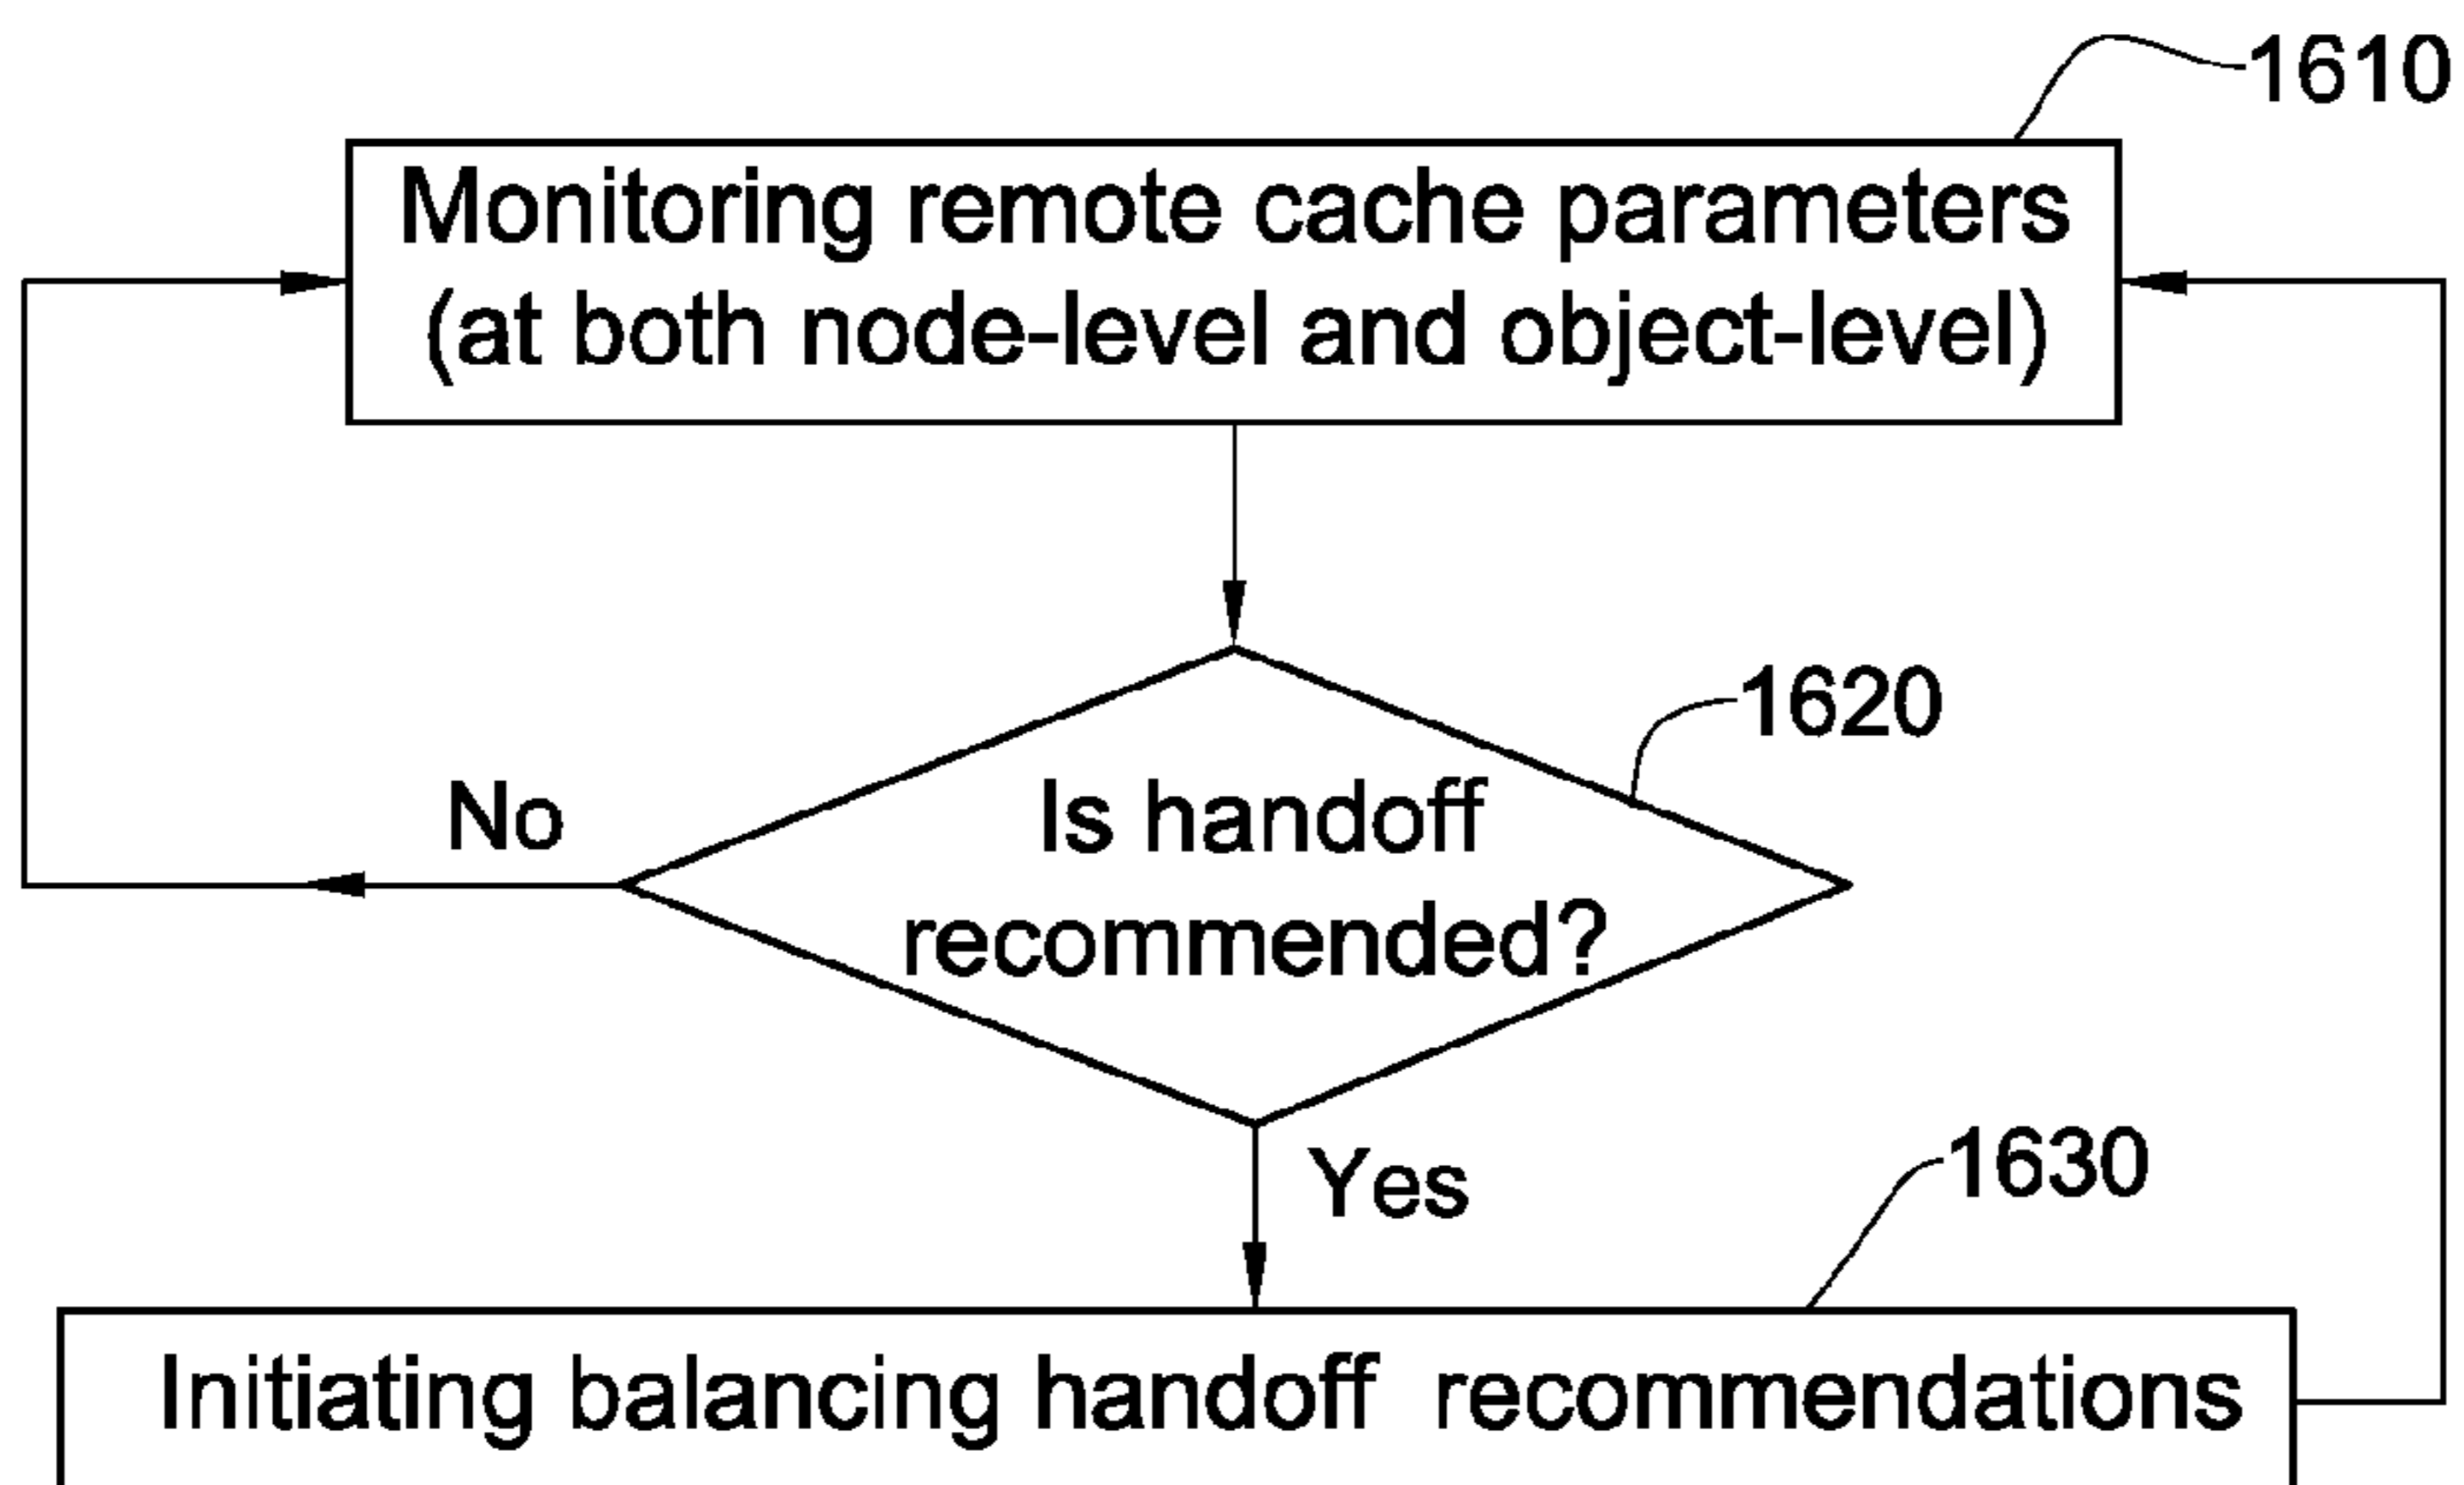 1610
Monitoring remote cache parameters
(at both node-level and object-level)
1620
Is handoff
recommended?
No
Yes
1630
Initiating balancing handoff recommendations